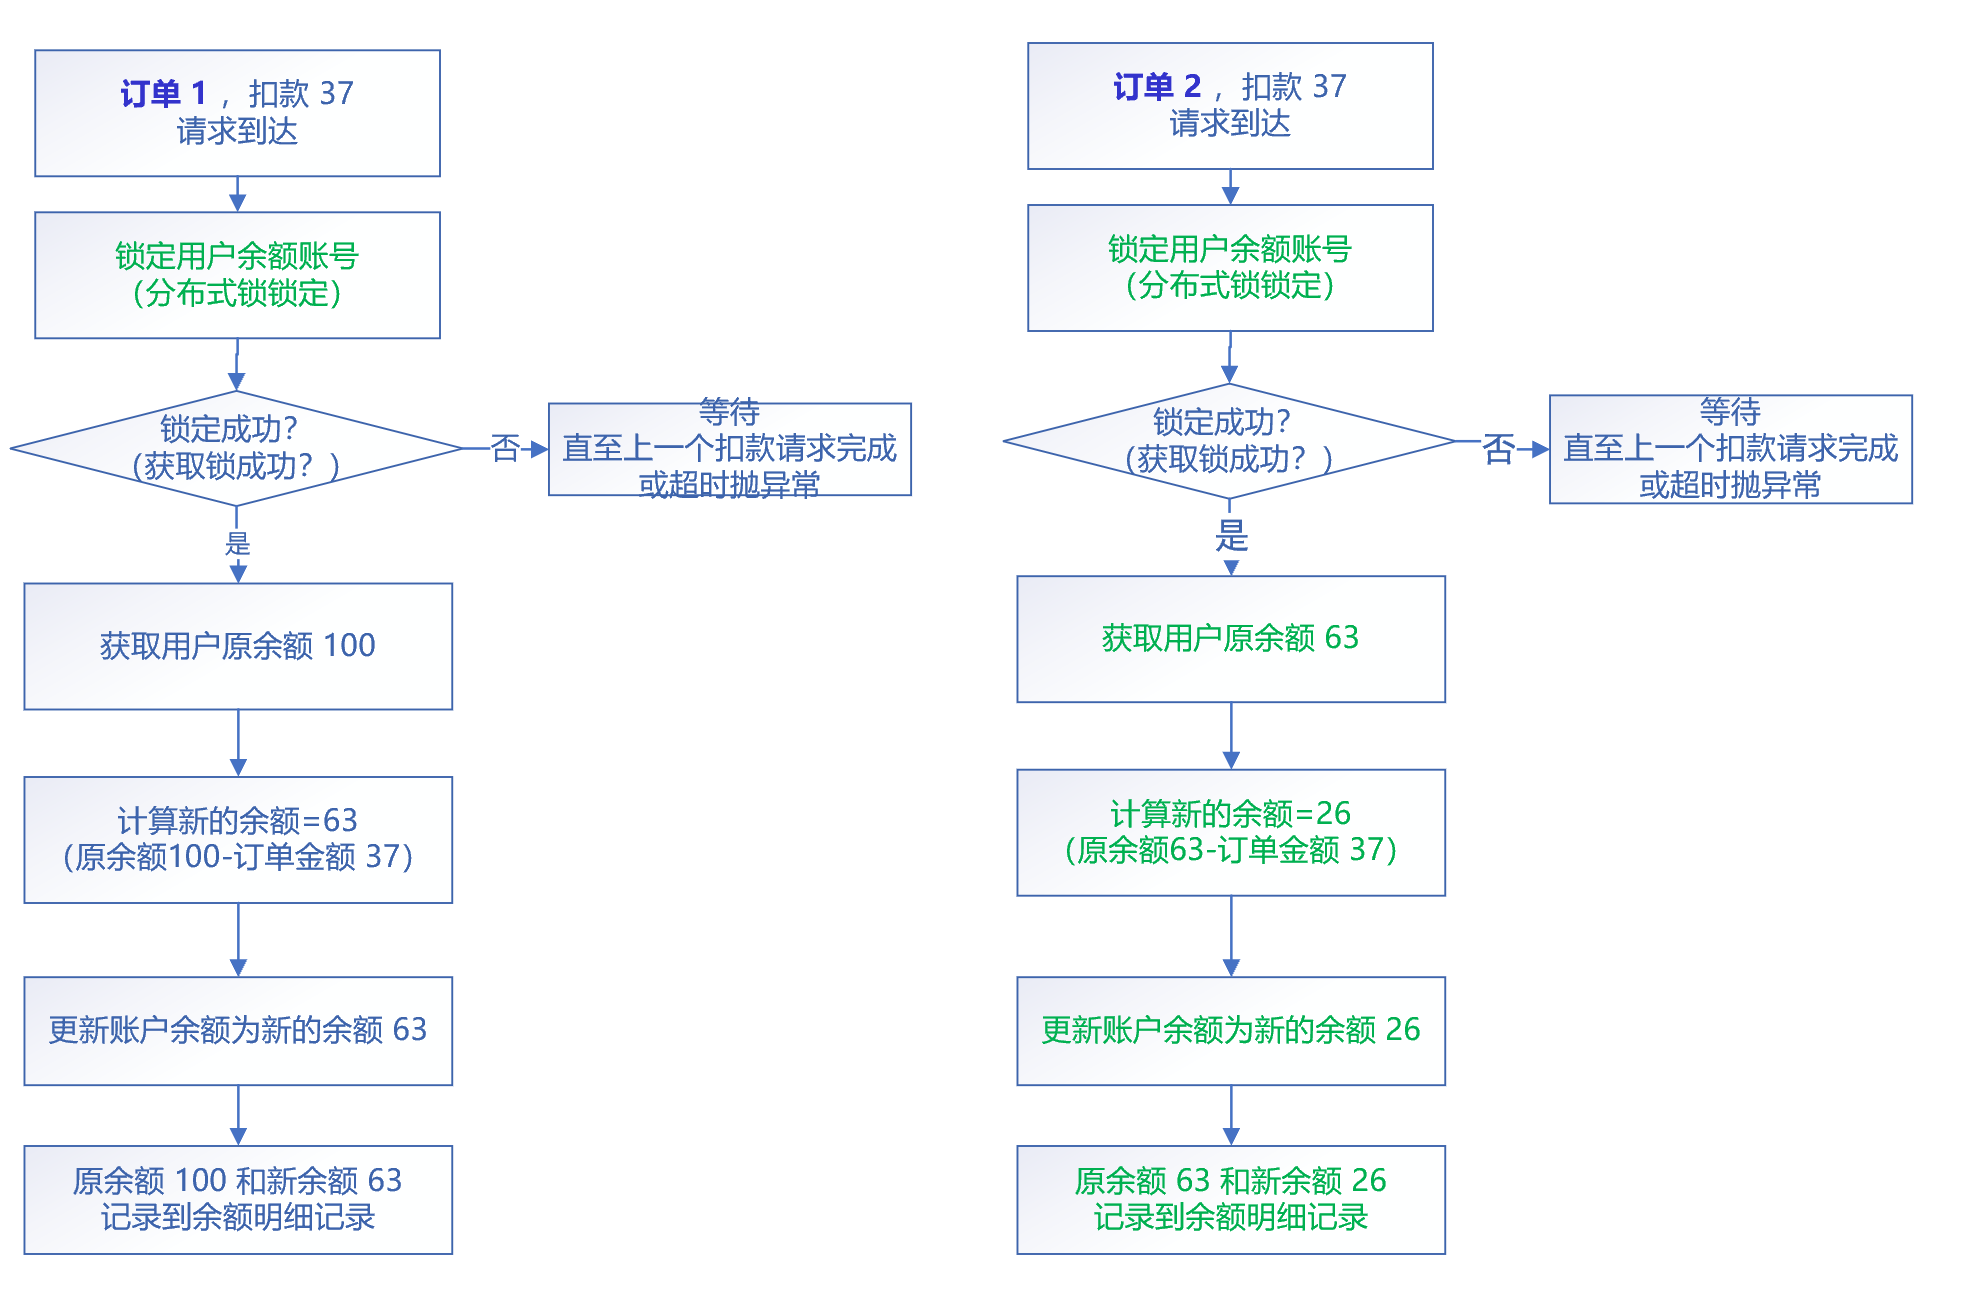 订单 1 ，扣款 37
请求到达
锁定用户余额账号
（分布式锁锁定）
锁定成功？
（获取锁成功？）
否
等待
直至上一个扣款请求完成
或超时抛异常
是
获取用户原余额 100
计算新的余额=63
（原余额100-订单金额 37）
更新账户余额为新的余额 63
原余额 100 和新余额 63
记录到余额明细记录
订单 2 ，扣款 37
请求到达
锁定用户余额账号
（分布式锁锁定）
锁定成功？
（获取锁成功？）
否
等待
直至上一个扣款请求完成
或超时抛异常
是
获取用户原余额 63
计算新的余额=26
（原余额63-订单金额 37）
更新账户余额为新的余额 26
原余额 63 和新余额 26
记录到余额明细记录